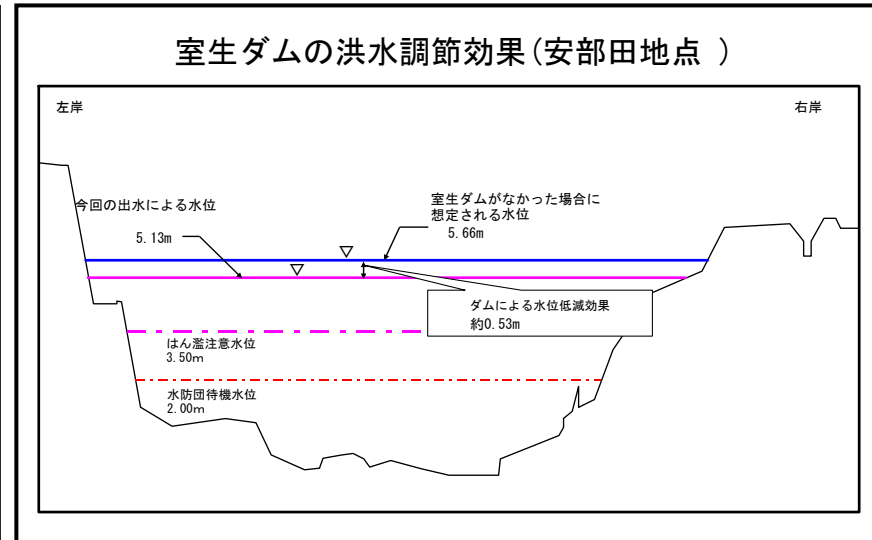 室生ダムの洪水調節効果(安部田地点 )
左岸
右岸
今回の出水による水位
5.13m
室生ダムがなかった場合に
想定される水位
5.66m
ダムによる水位低減効果
約0.53m
はん濫注意水位
3.50m
水防団待機水位
2.00m